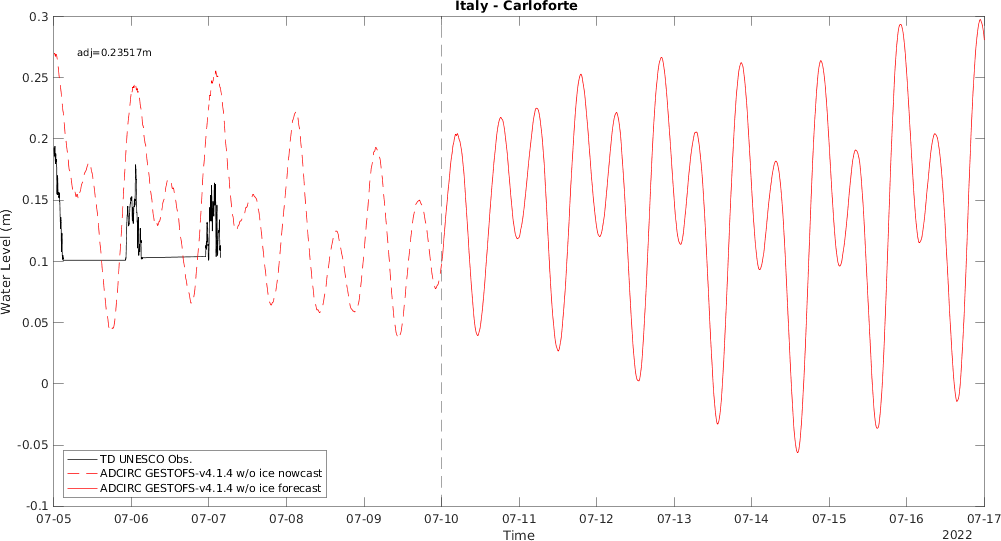 Italy - Carloforte
adj=0.23517m
0.3
0.25
0.2
0.15
0.1
0.05
0
-0.05
-0.1
Water Level (m)
TD UNESCO Obs.
ADCIRC GESTOFS-v4.1.4 w/o ice nowcast
ADCIRC GESTOFS-v4.1.4 w/o ice forecast
07-05 07-06 07-07 07-08 07-09 07-10 07-11 07-12 07-13 07-14 07-15 07-16 07-17
Time
2022